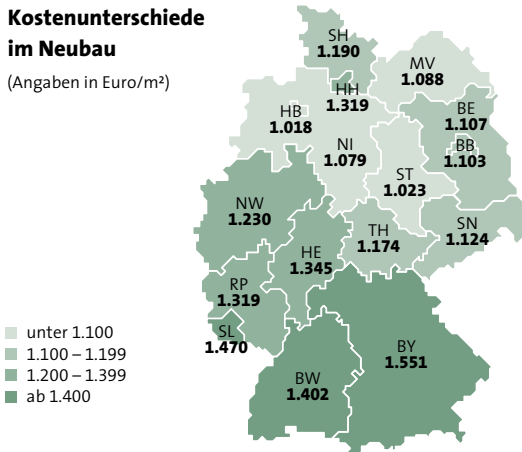 Kostenunterschiede
im Neubau
(Angaben in Euro/m²)
SH
1.190
MV
1.088
HH
1.319
HB
1.018
BE
1.107
BB
1.103
NI
1.079
ST
1.023
NW
1.230
TH
1.174
SN
1.124
HE
1.345
RP
1.319
SL
1.470
BW
1.402
BY
1.551
unter 1.100
1.100 – 1.199
1.200 – 1.399
ab 1.400